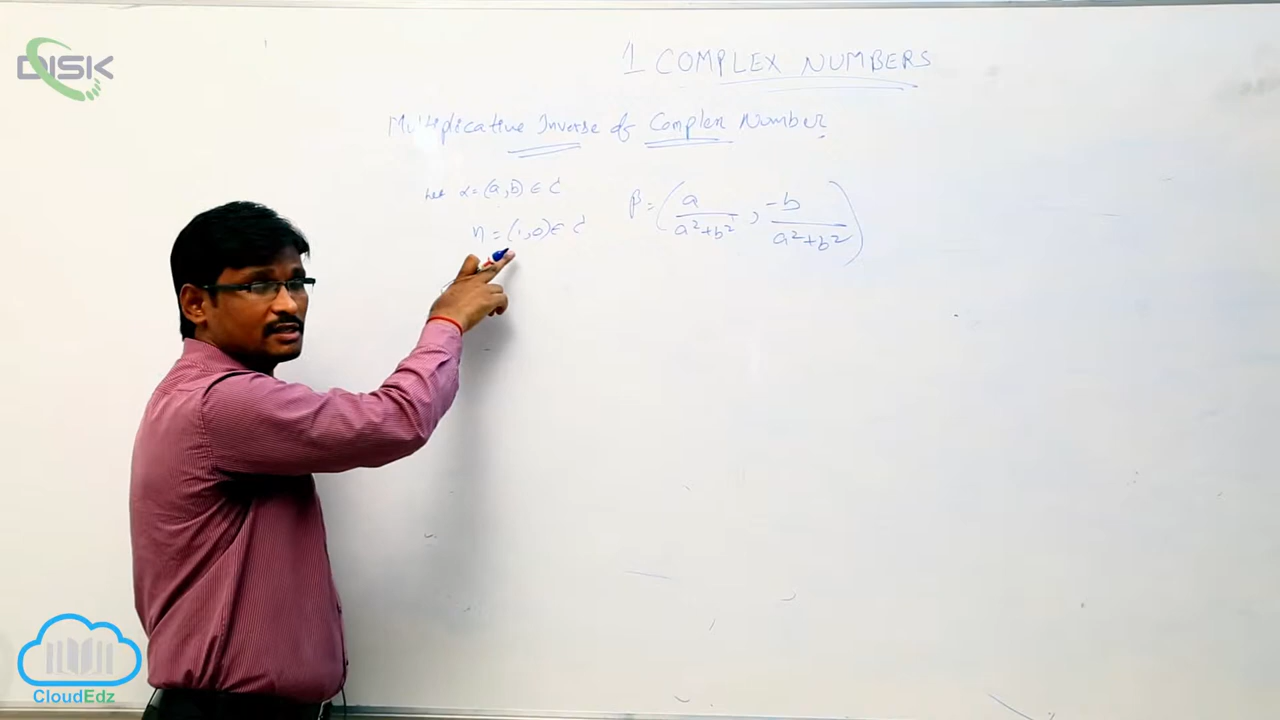 DISK
1 COMPLEX NUMBERS
Multiplicative Inverse of Complex Number
Let α = (a, b) ∈ ℂ
η = (1, 0) ∈ ℂ
β = (a/(a²+b²), -b/(a²+b²))
CloudEdz